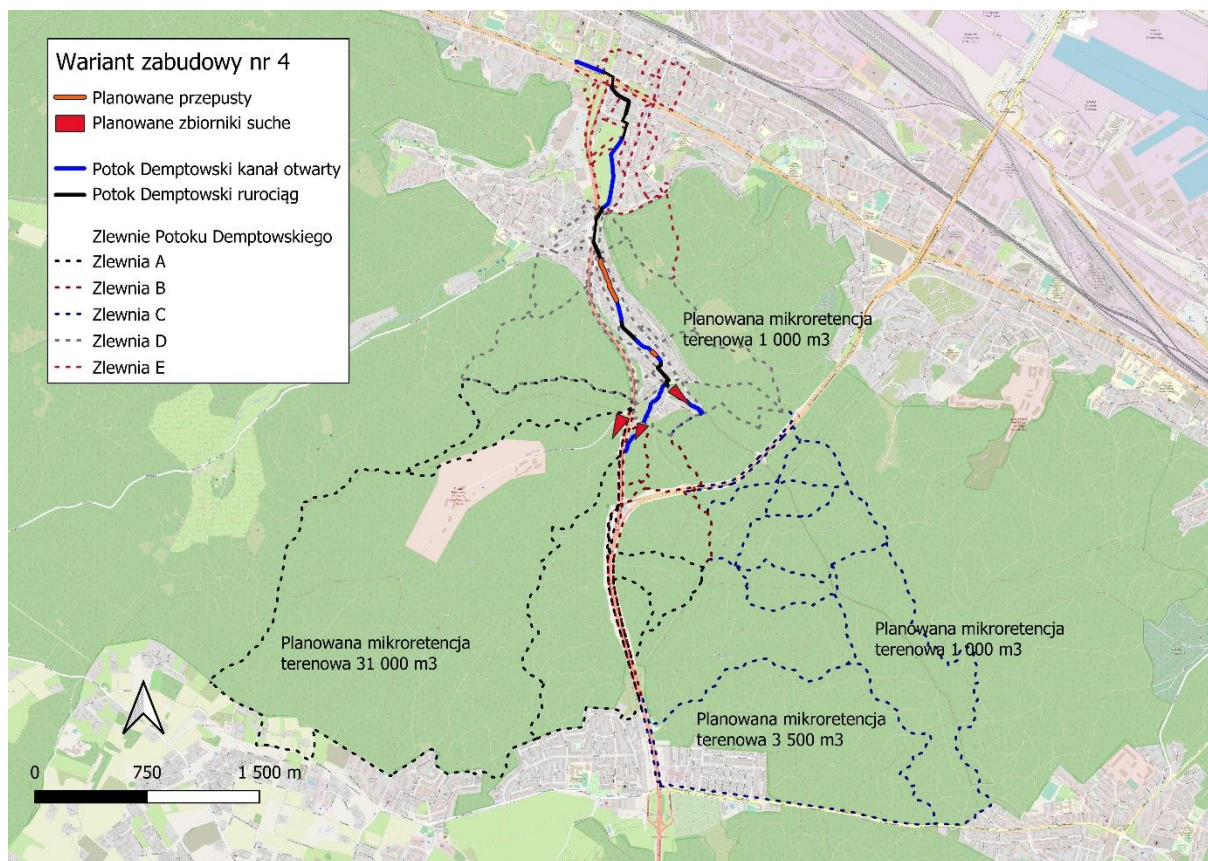 Wariant zabudowy nr 4
Planowane przepusty
Planowane zbiorniki suche
Potok Demptowski kanał otwarty
Potok Demptowski rurociąg
Zlewnie Potoku Demptowskiego
Zlewnia A
Zlewnia B
Zlewnia C
Zlewnia D
Zlewnia E
Planowana mikroretencja
terenowa 1 000 m3
Planowana mikroretencja
terenowa 31 000 m3
Planowana mikroretencja
terenowa 1 000 m3
Planowana mikroretencja
terenowa 3 500 m3
0 750 1 500 m